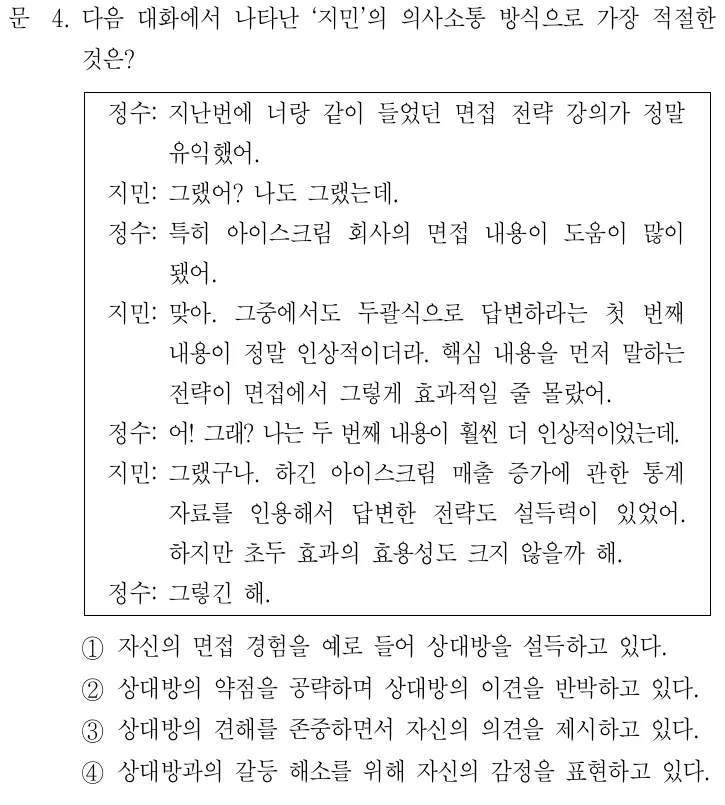 문 4. 다음 대화에서 나타난 ‘지민’의 의사소통 방식으로 가장 적절한
것은?
정수: 지난번에 너랑 같이 들었던 면접 전략 강의가 정말
유익했어.
지민: 그랬어? 나도 그랬는데.
정수: 특히 아이스크림 회사의 면접 내용이 도움이 많이
됐어.
지민: 맞아. 그중에서도 두괄식으로 답변하라는 첫 번째
내용이 정말 인상적이더라. 핵심 내용을 먼저 말하는
전략이 면접에서 그렇게 효과적일 줄 몰랐어.
정수: 어! 그래? 나는 두 번째 내용이 훨씬 더 인상적이었는데.
지민: 그랬구나. 하긴 아이스크림 매출 증가에 관한 통계
자료를 인용해서 답변한 전략도 설득력이 있었어.
하지만 초두 효과의 효용성도 크지 않을까 해.
정수: 그렇긴 해.
① 자신의 면접 경험을 예로 들어 상대방을 설득하고 있다.
② 상대방의 약점을 공략하며 상대방의 이견을 반박하고 있다.
③ 상대방의 견해를 존중하면서 자신의 의견을 제시하고 있다.
④ 상대방과의 갈등 해소를 위해 자신의 감정을 표현하고 있다.